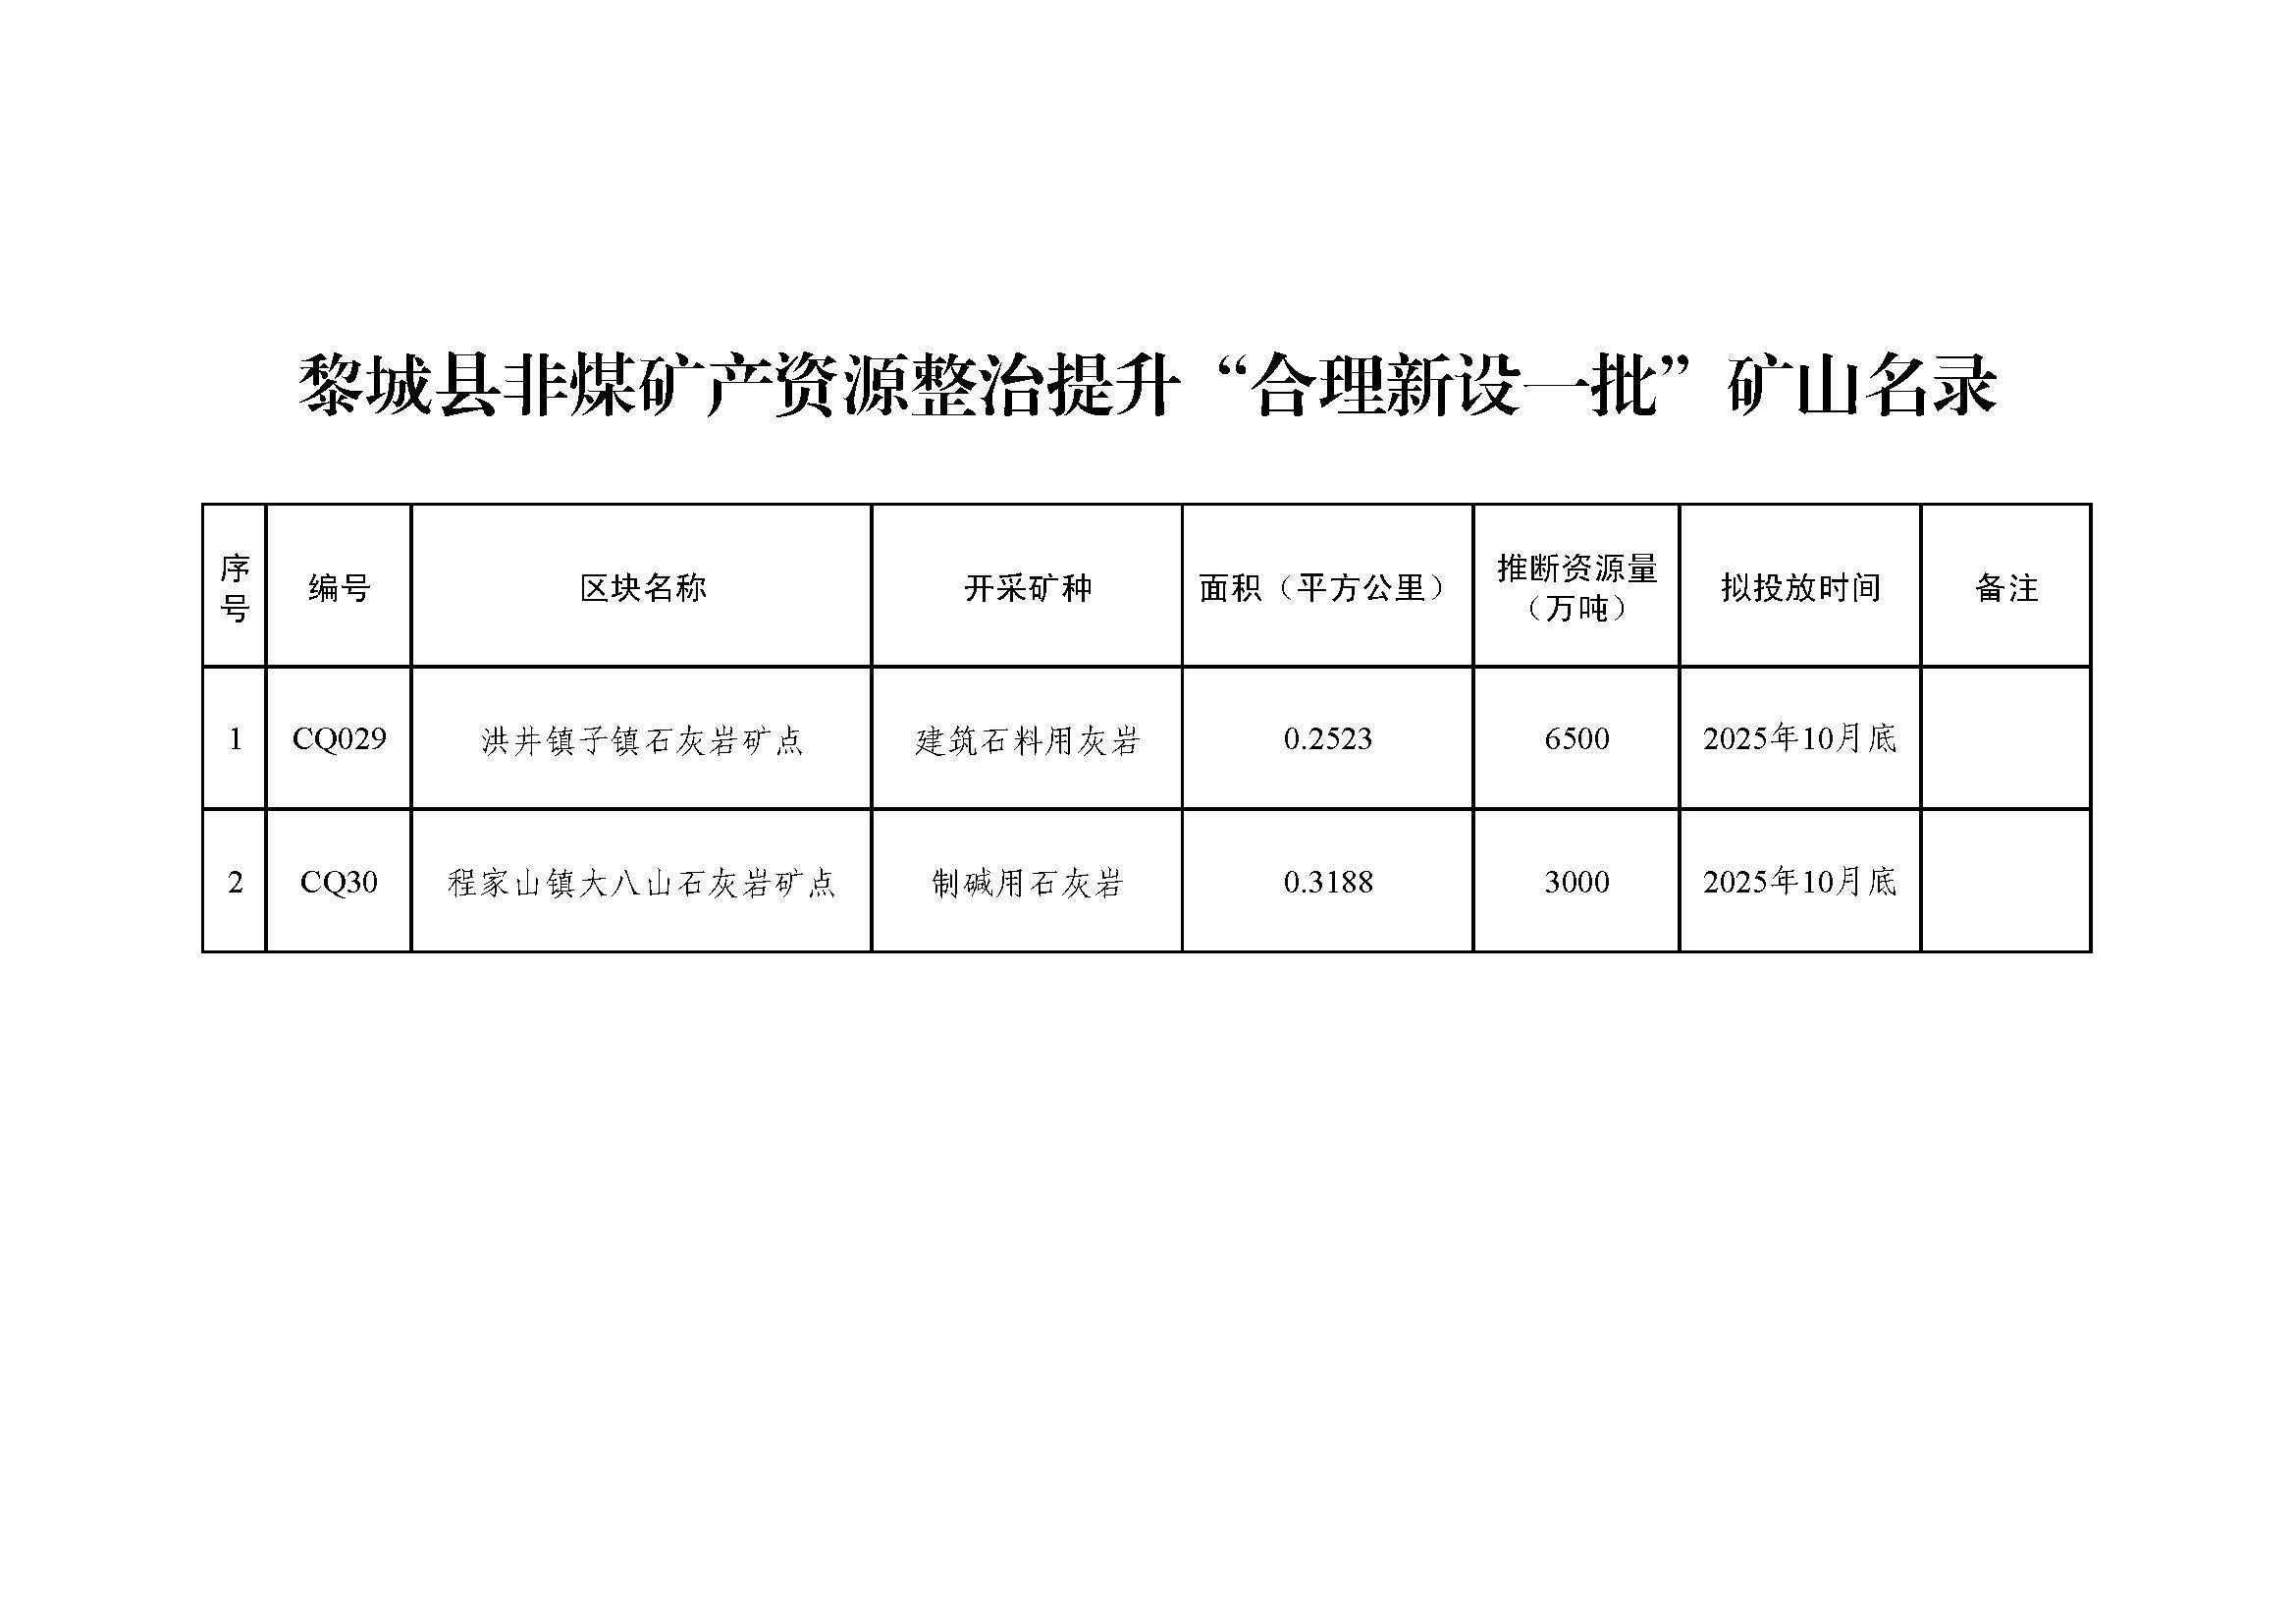 黎城县非煤矿产资源整治提升“合理新设一批”矿山名录
序号 编号 区块名称 开采矿种 面积（平方公里） 推断资源量（万吨） 拟投放时间 备注
1 CQ029 洪井镇子镇石灰岩矿点 建筑石料用灰岩 0.2523 6500 2025年10月底
2 CQ30 程家山镇大八山石灰岩矿点 制碱用石灰岩 0.3188 3000 2025年10月底